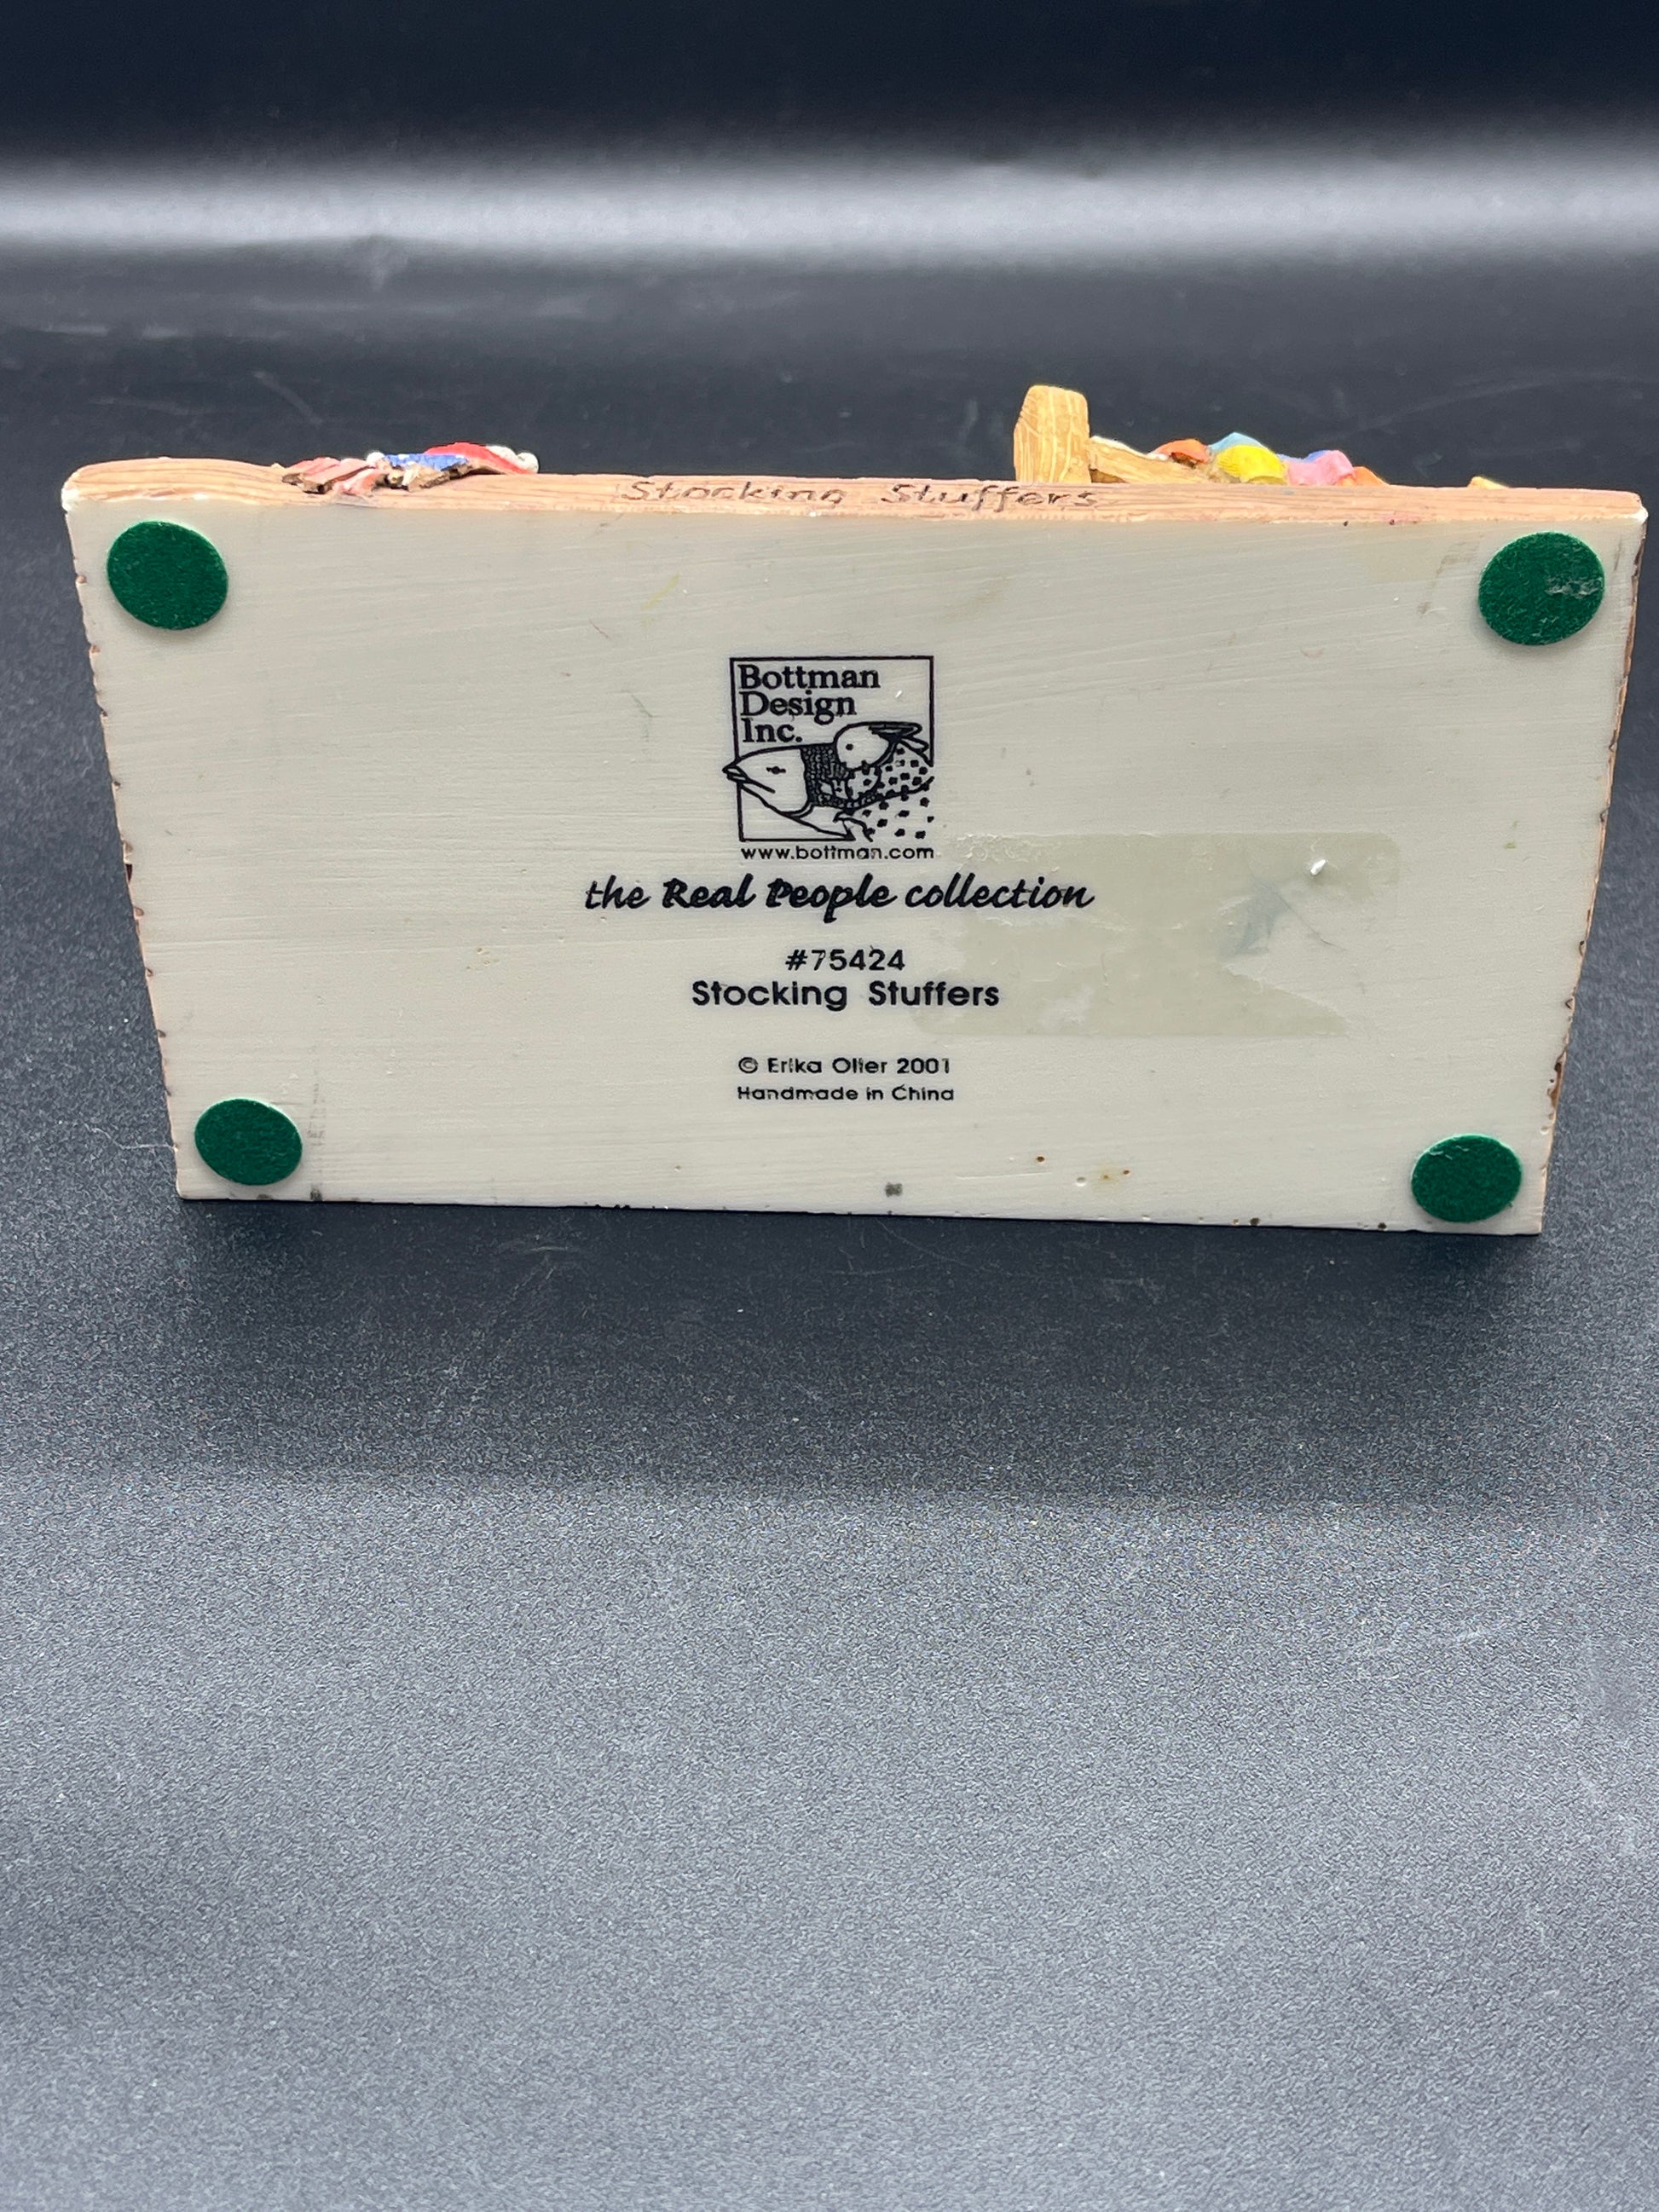 Stocking Stuffers
Bottman
Design
Inc.
www.bottman.com
the Real People collection
#75424
Stocking Stuffers
© Erika Oller 2001
Handmade in China